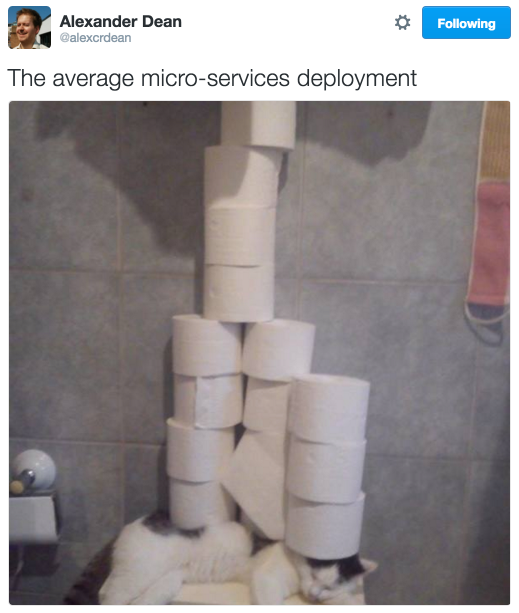 Alexander Dean
@alexcrdean
Following
The average micro-services deployment